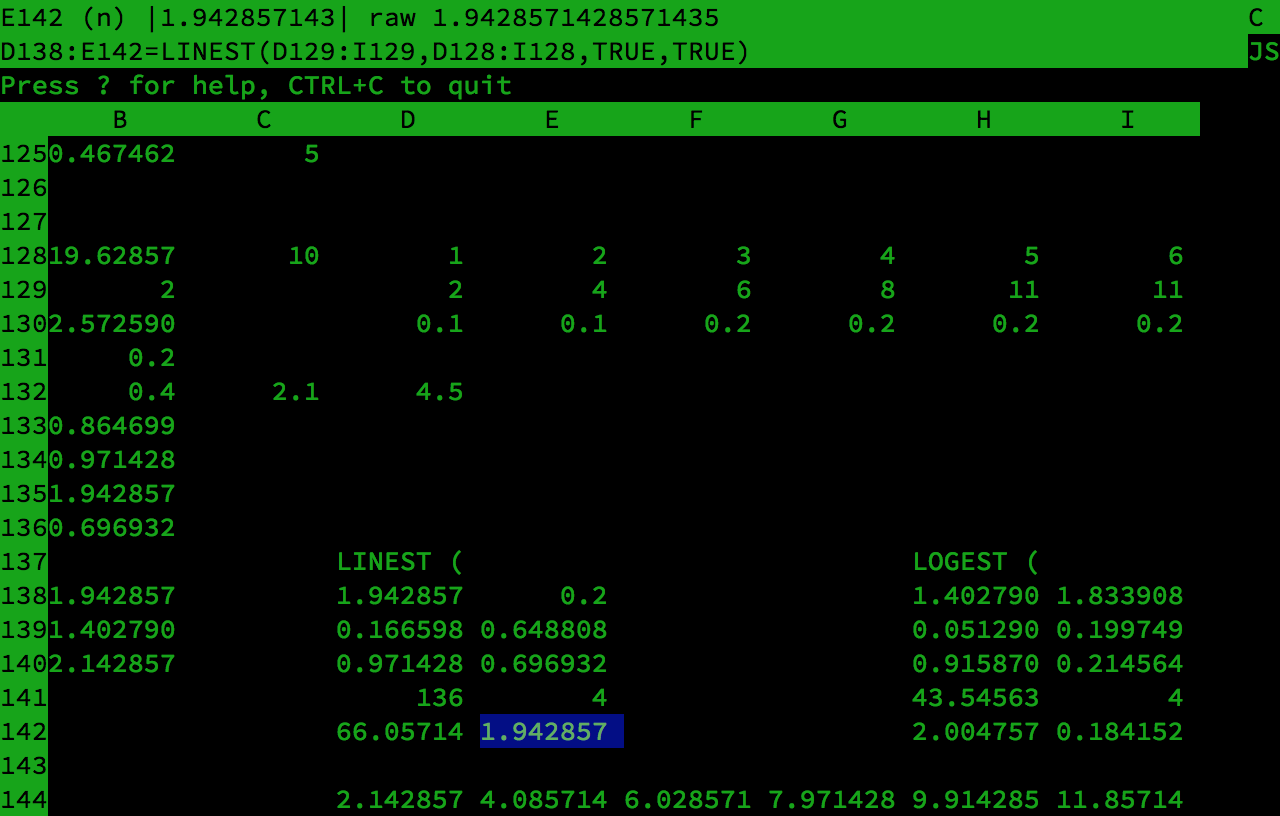 E142 (n) |1.942857143| raw 1.9428571428571435 C
D138:E142=LINEST(D129:I129,D128:I128,TRUE,TRUE) JS
Press ? for help, CTRL+C to quit
B C D E F G H I
125 0.467462 5
126
127
128 19.62857 10 1 2 3 4 5 6
129 2 2 4 6 8 11 11
130 2.572590 0.1 0.1 0.2 0.2 0.2 0.2
131 0.2
132 0.4 2.1 4.5
133 0.864699
134 0.971428
135 1.942857
136 0.696932
137 LINEST ( LOGEST (
138 1.942857 1.942857 0.2 1.402790 1.833908
139 1.402790 0.166598 0.648808 0.051290 0.199749
140 2.142857 0.971428 0.696932 0.915870 0.214564
141 136 4 43.54563 4
142 66.05714 1.942857 2.004757 0.184152
143
144 2.142857 4.085714 6.028571 7.971428 9.914285 11.85714